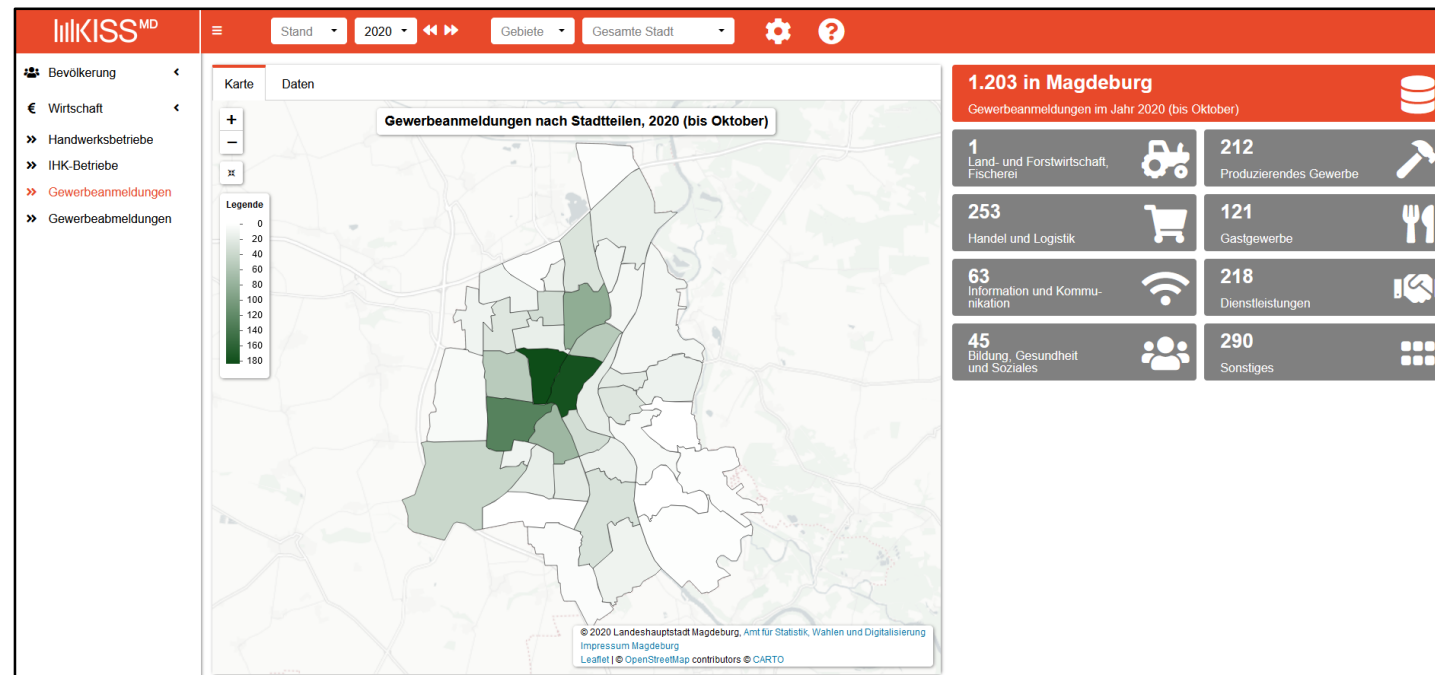 KISS MD
Stand 2020 Gebiete Gesamte Stadt
Bevölkerung
€ Wirtschaft
Handwerksbetriebe
IHK-Betriebe
Gewerbeanmeldungen
Gewerbeabmeldungen
Karte Daten
+
−
Gewerbeanmeldungen nach Stadtteilen, 2020 (bis Oktober)
Legende
0
20
40
60
80
100
120
140
160
180
© 2020 Landeshauptstadt Magdeburg, Amt für Statistik, Wahlen und Digitalisierung
Impressum Magdeburg
Leaflet | © OpenStreetMap contributors © CARTO
1.203 in Magdeburg
Gewerbeanmeldungen im Jahr 2020 (bis Oktober)
1
Land- und Forstwirtschaft,
Fischerei
212
Produzierendes Gewerbe
253
Handel und Logistik
121
Gastgewerbe
63
Information und Kommu-
nikation
218
Dienstleistungen
45
Bildung, Gesundheit
und Soziales
290
Sonstiges